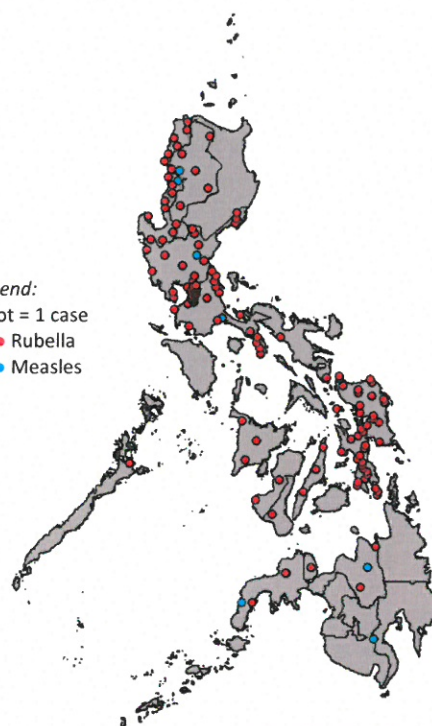 end:
ot = 1 case
Rubella
Measles